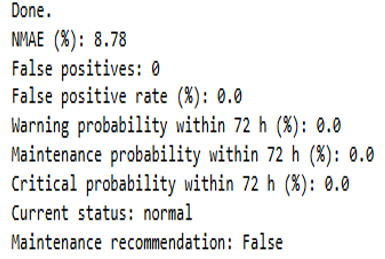 Done.
NMAE (%): 8.78
False positives: 0
False positive rate (%): 0.0
Warning probability within 72 h (%): 0.0
Maintenance probability within 72 h (%): 0.0
Critical probability within 72 h (%): 0.0
Current status: normal
Maintenance recommendation: False